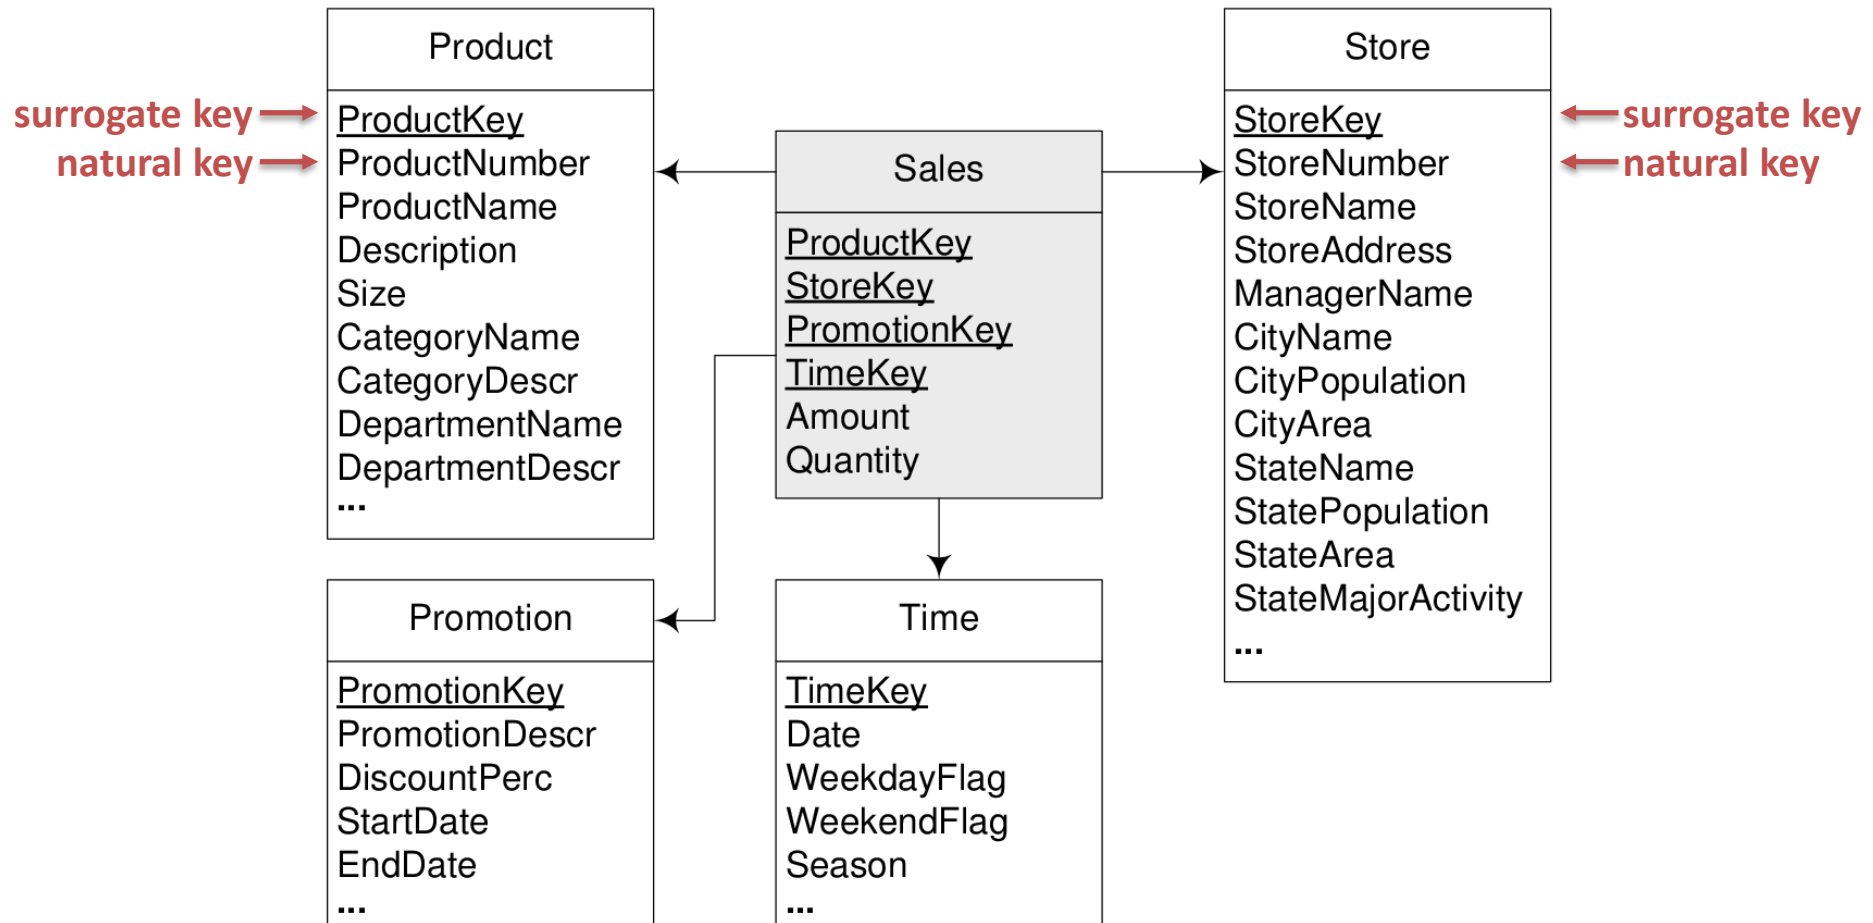 Product
surrogate key
natural key
ProductKey
ProductNumber
ProductName
Description
Size
CategoryName
CategoryDescr
DepartmentName
DepartmentDescr
...
Sales
ProductKey
StoreKey
PromotionKey
TimeKey
Amount
Quantity
Store
StoreKey
StoreNumber
StoreName
StoreAddress
ManagerName
CityName
CityPopulation
CityArea
StateName
StatePopulation
StateArea
StateMajorActivity
...
surrogate key
natural key
Promotion
PromotionKey
PromotionDescr
DiscountPerc
StartDate
EndDate
...
Time
TimeKey
Date
WeekdayFlag
WeekendFlag
Season
...